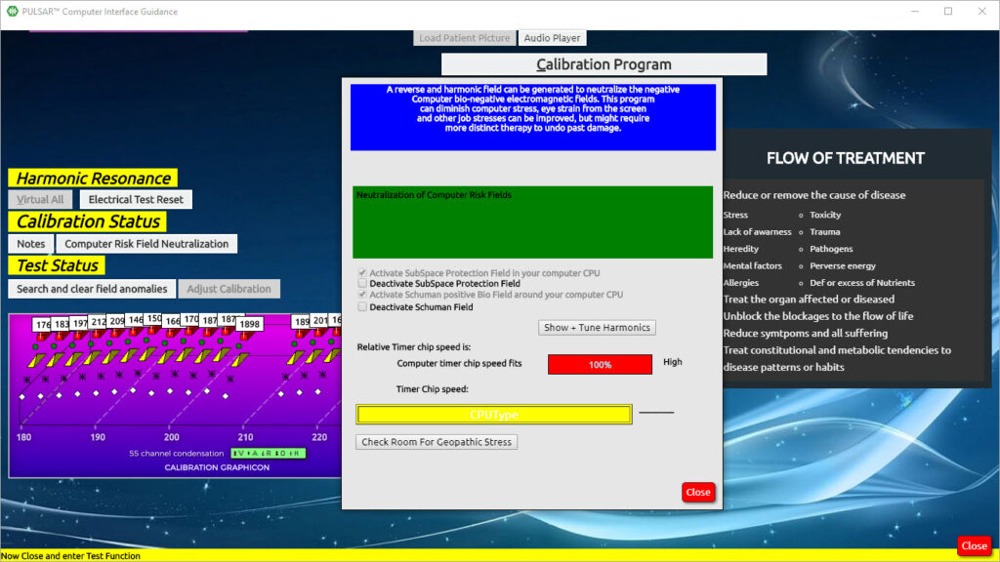 PULSAR™ Computer Interface Guidance
Load Patient Picture
Audio Player
Calibration Program
A reverse and harmonic field can be generated to neutralize the negative
Computer bio-negative electromagnetic fields. This program
can diminish computer stress, eye strain from the screen
and other job stresses can be improved, but might require
more distinct therapy to undo past damage.
Harmonic Resonance
Virtual All
Electrical Test Reset
Calibration Status
Notes
Computer Risk Field Neutralization
Test Status
Search and clear field anomalies
Adjust Calibration
176 183 197 212 209 146 150 166 170 187 187 1898 189 201
180 190 200 210 220
55 channel condensation
CALIBRATION GRAPHICON
Neutralization of Computer Risk Fields
Activate SubSpace Protection Field in your computer CPU
Deactivate SubSpace Protection Field
Activate Schuman positive Bio Field around your computer CPU
Deactivate Schuman Field
Show + Tune Harmonics
Relative Timer chip speed is:
Computer timer chip speed fits
100%
High
Timer Chip speed:
CPUType
Check Room For Geopathic Stress
Close
FLOW OF TREATMENT
Reduce or remove the cause of disease
Stress o Toxicity
Lack of awarness o Trauma
Heredity o Pathogens
Mental factors o Perverse energy
Allergies o Def or excess of Nutrients
Treat the organ affected or diseased
Unblock the blockages to the flow of life
Reduce symtpoms and all suffering
Treat constitutional and metabolic tendencies to
disease patterns or habits
Close
Now Close and enter Test Function